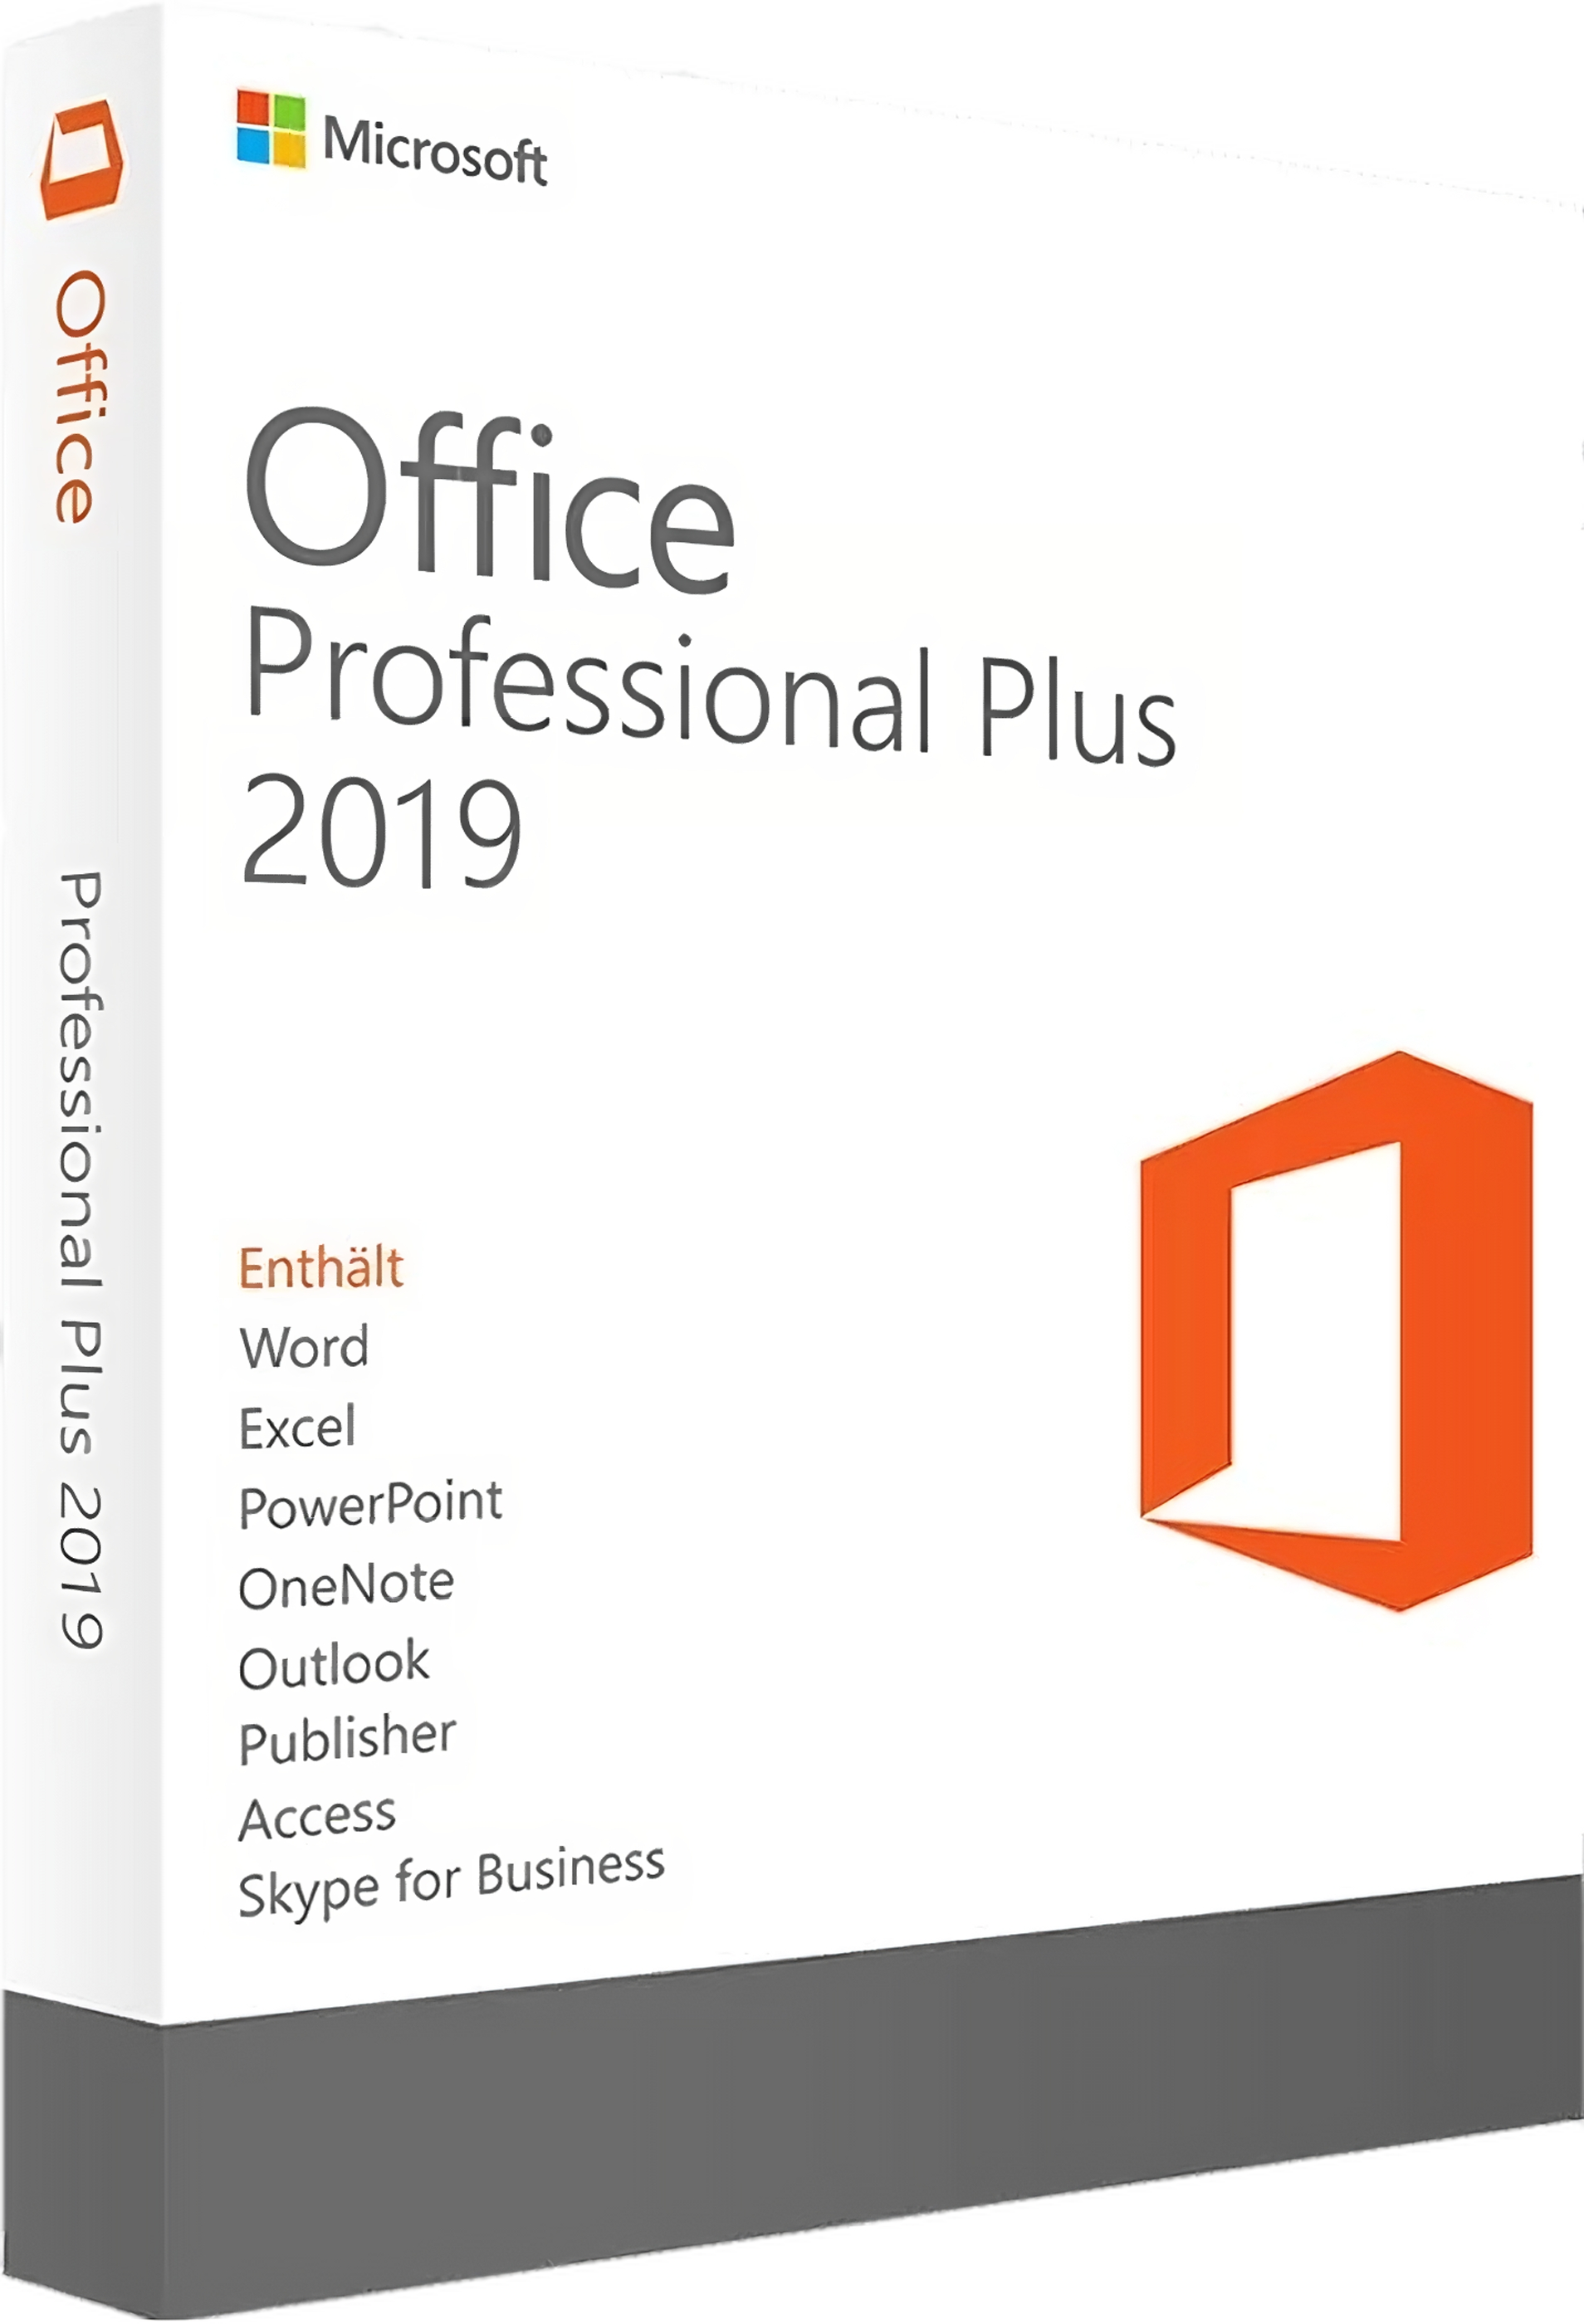 Office
Professional Plus 2019
Microsoft
Office
Professional Plus
2019
Enthält
Word
Excel
PowerPoint
OneNote
Outlook
Publisher
Access
Skype for Business